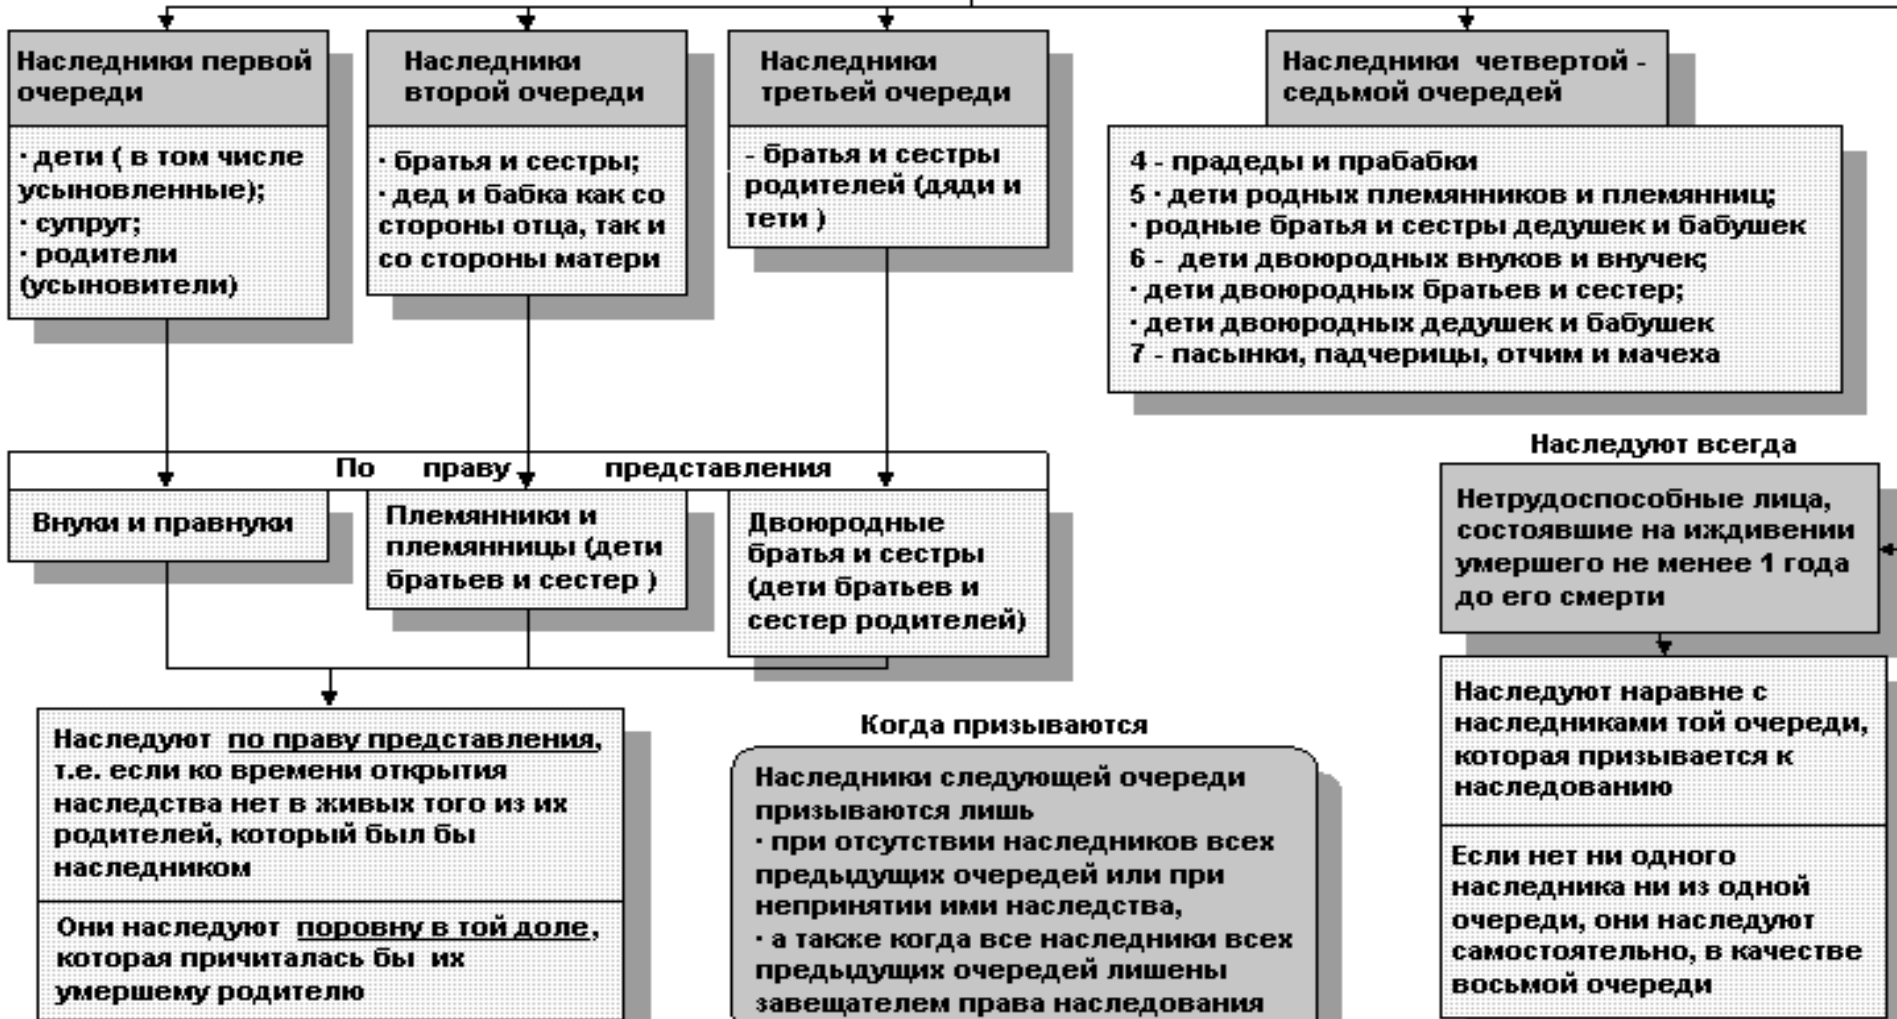 Наследники первой
очереди
· дети ( в том числе
усыновленные);
· супруг;
· родители
(усыновители)
Наследники
второй очереди
· братья и сестры;
· дед и бабка как со
стороны отца, так и
со стороны матери
Наследники
третьей очереди
- братья и сестры
родителей (дяди и
тети )
Наследники четвертой -
седьмой очередей
4 - прадеды и прабабки
5 · дети родных племянников и племянниц;
· родные братья и сестры дедушек и бабушек
6 - дети двоюродных внуков и внучек;
· дети двоюродных братьев и сестер;
· дети двоюродных дедушек и бабушек
7 - пасынки, падчерицы, отчим и мачеха
По праву представления
Внуки и правнуки
Племянники и
племянницы (дети
братьев и сестер )
Двоюродные
братья и сестры
(дети братьев и
сестер родителей)
Наследуют по праву представления,
т.е. если ко времени открытия
наследства нет в живых того из их
родителей, который был бы
наследником
Они наследуют поровну в той доле,
которая причиталась бы их
умершему родителю
Когда призываются
Наследники следующей очереди
призываются лишь
· при отсутствии наследников всех
предыдущих очередей или при
непринятии ими наследства,
· а также когда все наследники всех
предыдущих очередей лишены
завещателем права наследования
Наследуют всегда
Нетрудоспособные лица,
состоявшие на иждивении
умершего не менее 1 года
до его смерти
Наследуют наравне с
наследниками той очереди,
которая призывается к
наследованию
Если нет ни одного
наследника ни из одной
очереди, они наследуют
самостоятельно, в качестве
восьмой очереди